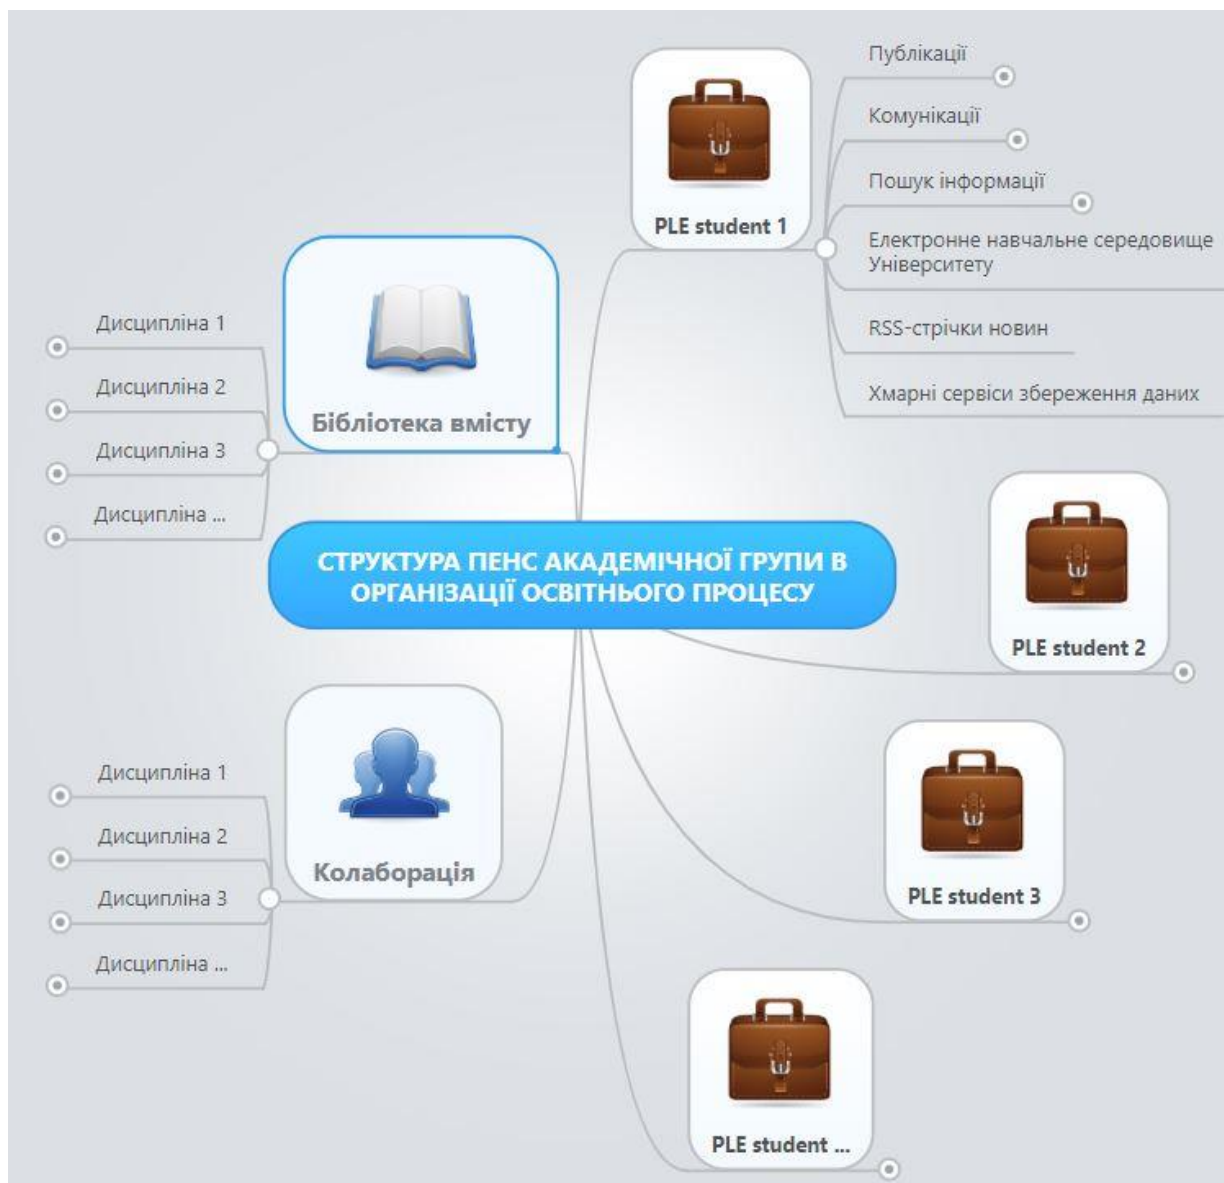 Публікації
Комунікації
Пошук інформації
PLE student 1
Електронне навчальне середовище
Університету
RSS-стрічки новин
Хмарні сервіси збереження даних
Дисципліна 1
Дисципліна 2
Дисципліна 3
Дисципліна ...
Бібліотека вмісту
СТРУКТУРА ПЕНС АКАДЕМІЧНОЇ ГРУПИ В
ОРГАНІЗАЦІЇ ОСВІТНЬОГО ПРОЦЕСУ
PLE student 2
Дисципліна 1
Дисципліна 2
Дисципліна 3
Дисципліна ...
Колаборація
PLE student 3
PLE student ...